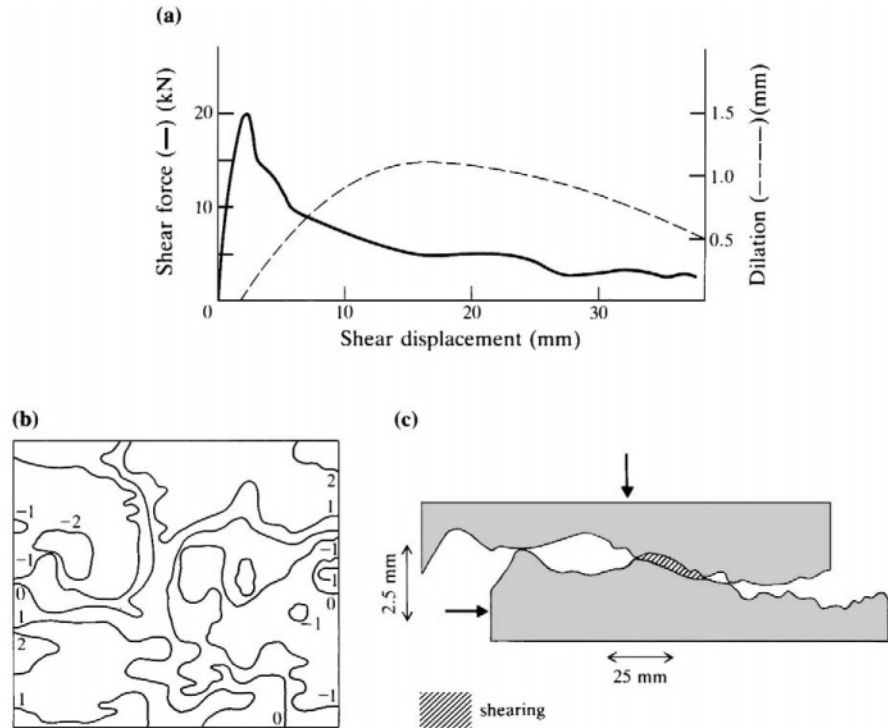 (a)
Shear force (—) (kN)
20
10
0
10
20
30
Shear displacement (mm)
1.5
1.0
0.5
Dilation (----) (mm)
(b)
2
1
-1
-2
-1
-1
-1
-1
0
0
1
-1
2
1
0
-1
(c)
2.5 mm
25 mm
shearing